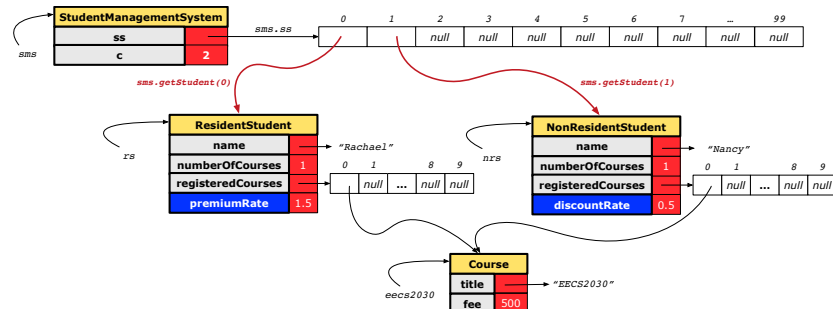 StudentManagementSystem
ss
c 2
sms
sms.ss
0 1 2 3 4 5 6 7 … 99
null null null null null null null null
sms.getStudent(0)
sms.getStudent(1)
ResidentStudent
name
numberOfCourses 1
registeredCourses
premiumRate 1.5
rs
"Rachael"
0 1 8 9
null ... null null
NonResidentStudent
name
numberOfCourses 1
registeredCourses
discountRate 0.5
nrs
"Nancy"
0 1 8 9
null ... null null
Course
title
fee 500
eecs2030
"EECS2030"